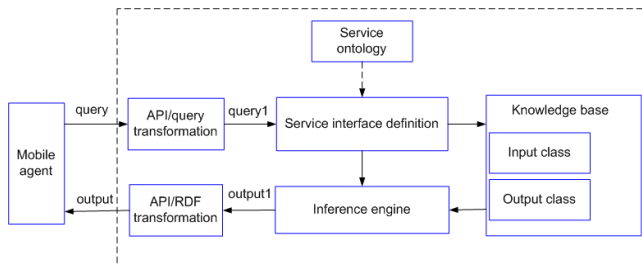 Service
ontology
query
API/query
transformation
query1
Service interface definition
Knowledge base
Input class
Output class
Mobile
agent
output
API/RDF
transformation
output1
Inference engine